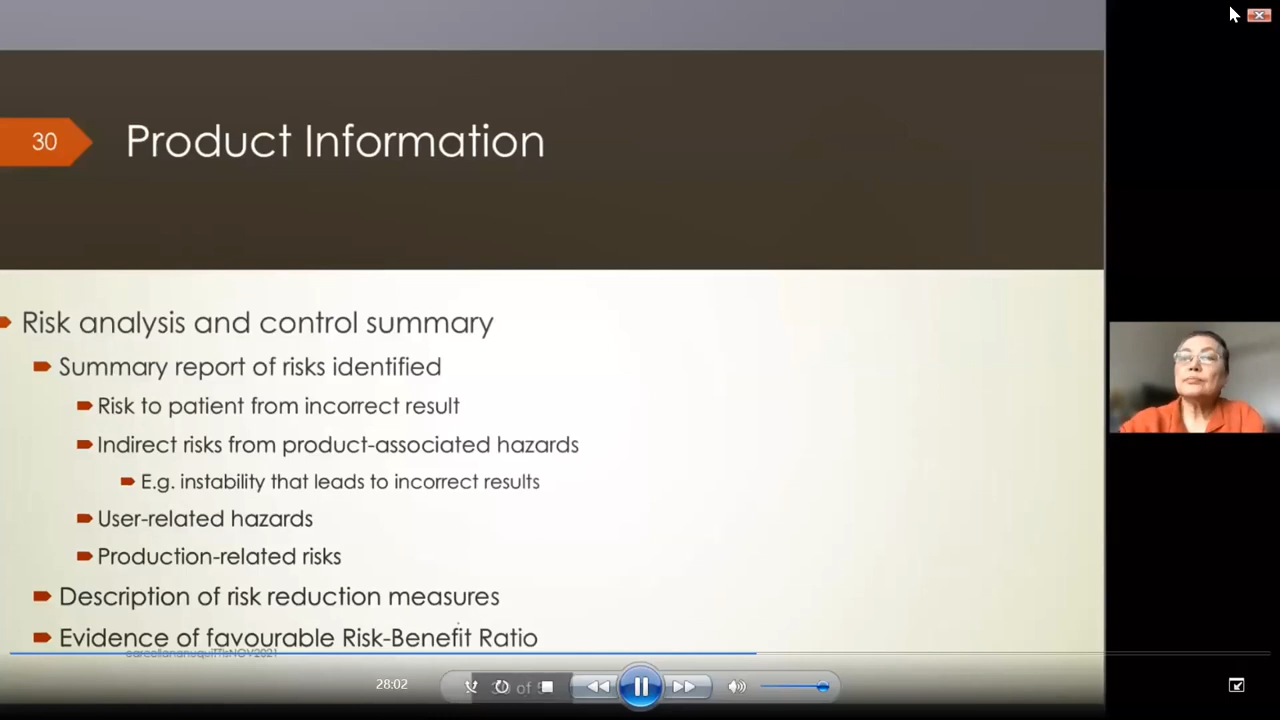 30
Product Information
Risk analysis and control summary
Summary report of risks identified
Risk to patient from incorrect result
Indirect risks from product-associated hazards
E.g. instability that leads to incorrect results
User-related hazards
Production-related risks
Description of risk reduction measures
Evidence of favourable Risk-Benefit Ratio
28:02
of